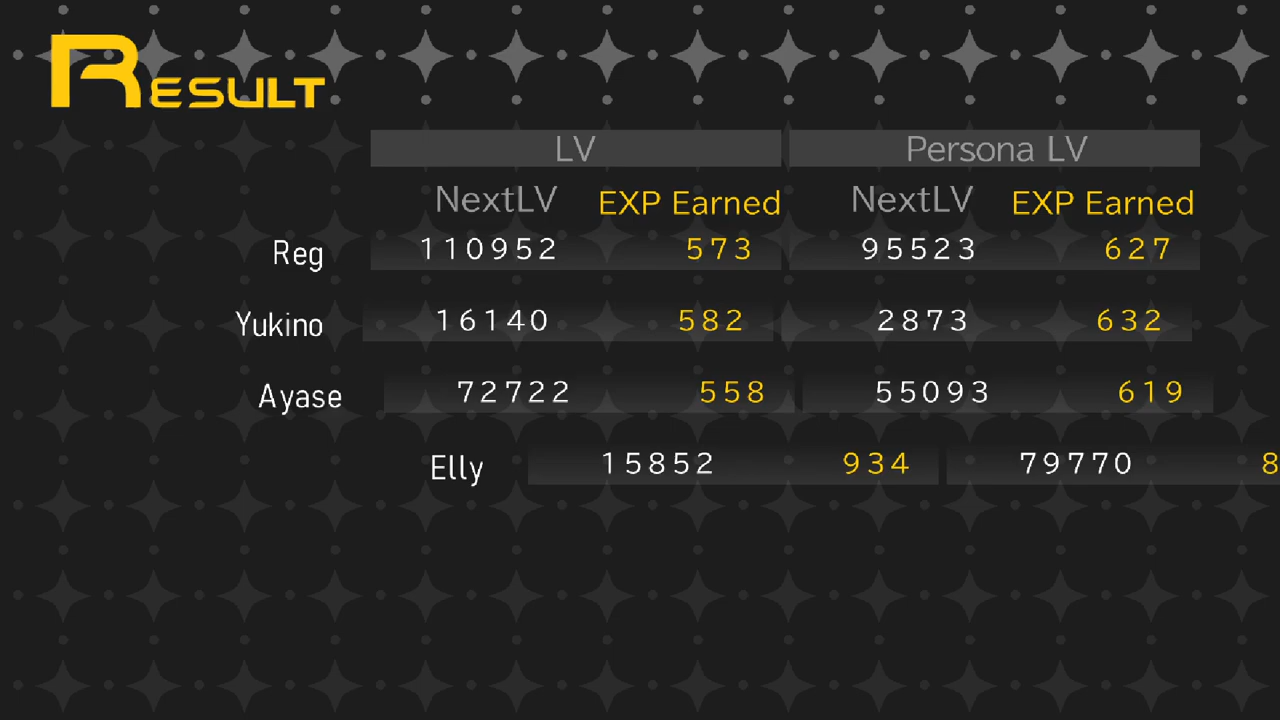 RESULT
LV Persona LV
NextLV EXP Earned NextLV EXP Earned
Reg 110952 573 95523 627
Yukino 16140 582 2873 632
Ayase 72722 558 55093 619
Elly 15852 934 79770 8